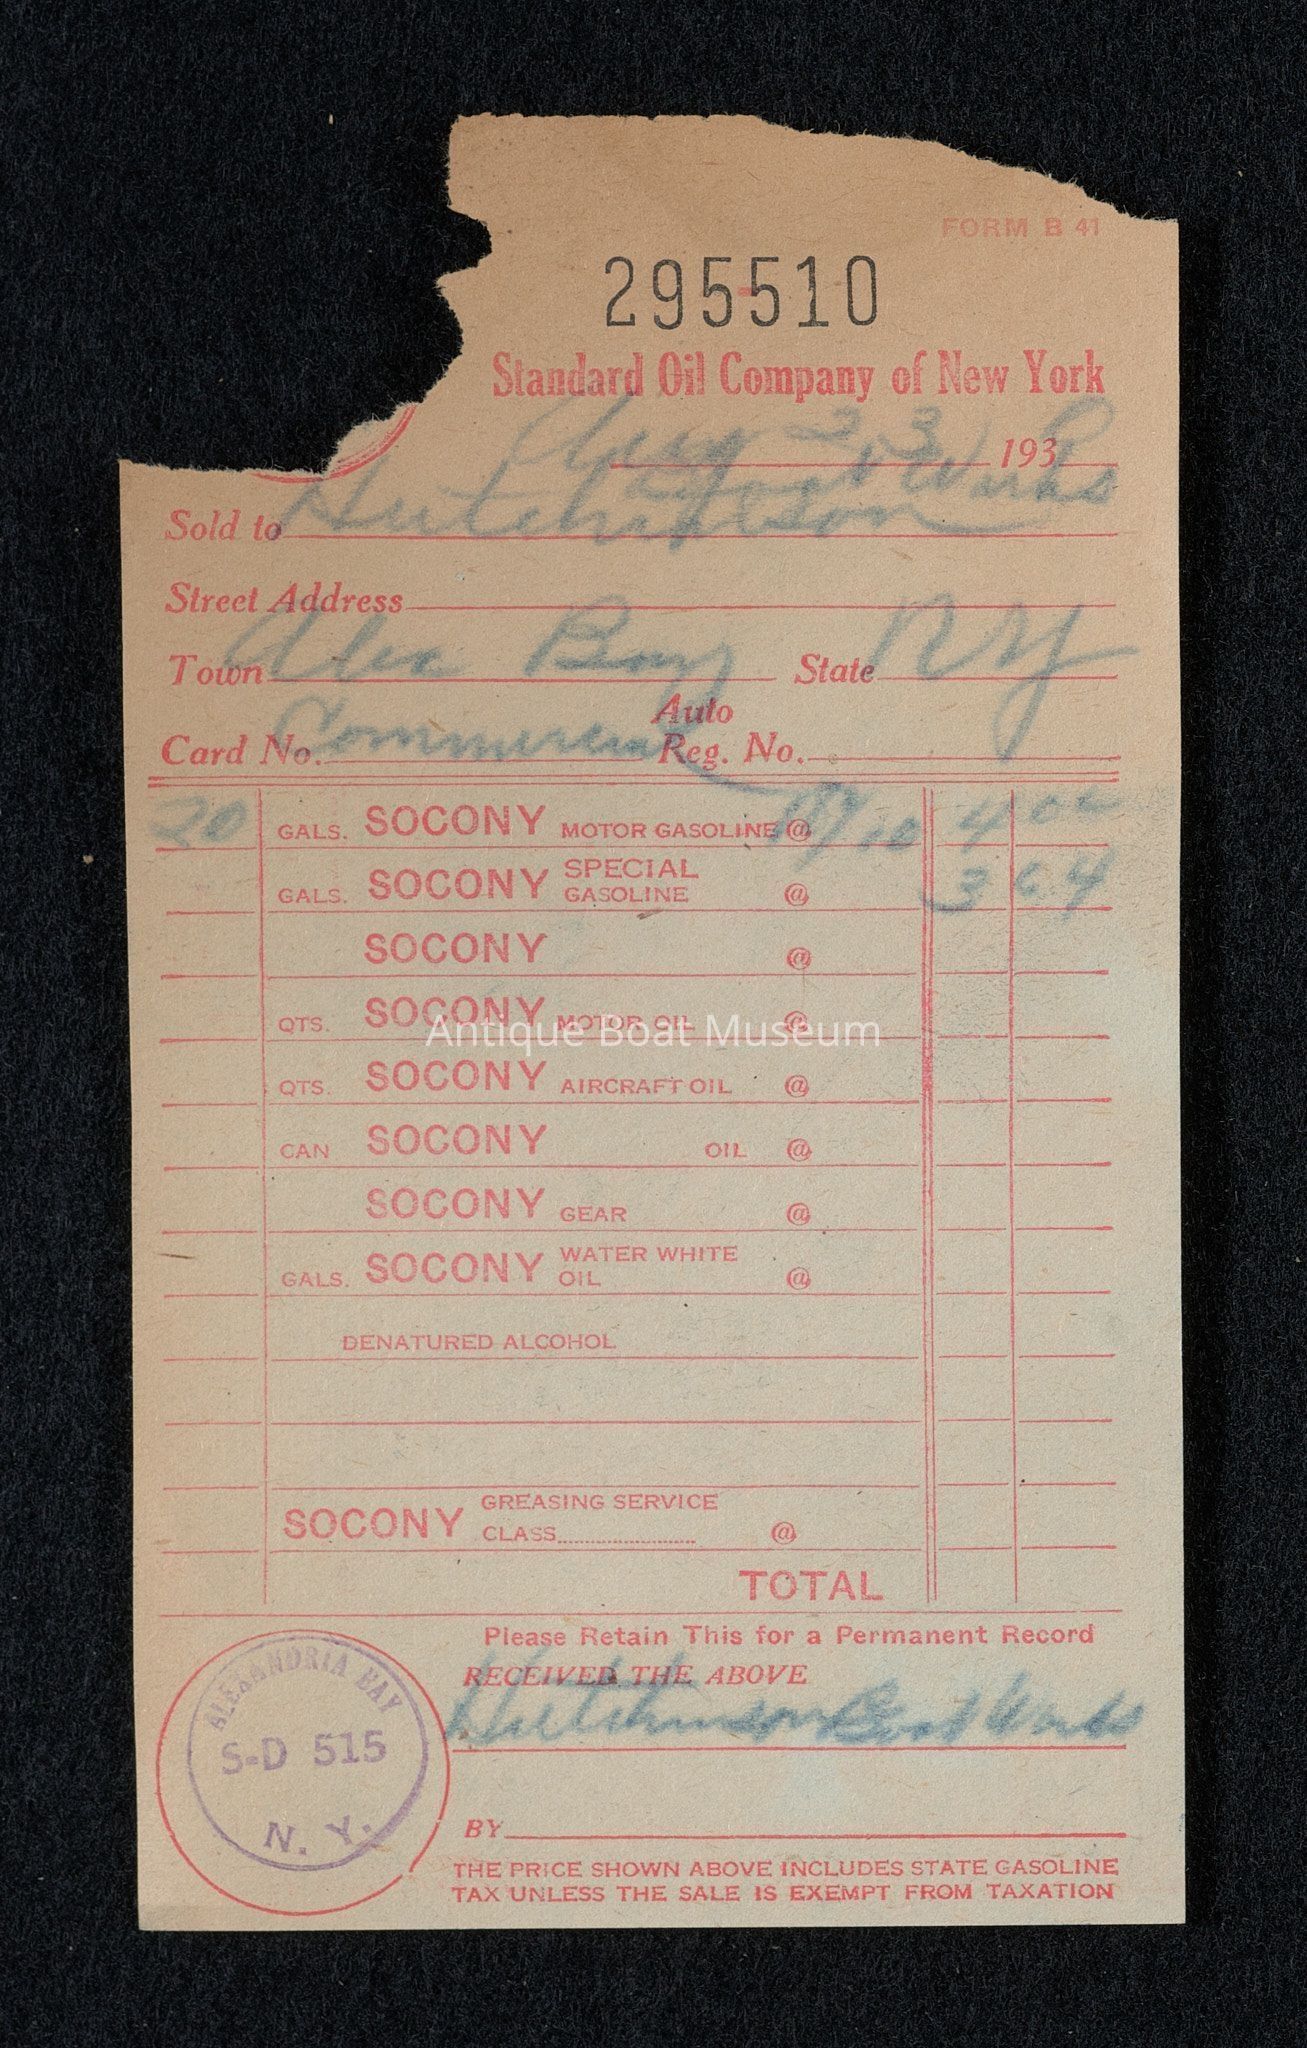 FORM B 41
295510
Standard Oil Company of New York
Aug 23 193
Sold to Hutchinson Boat Works
Street Address
Town Alex Bay State NY
Auto
Card No. Commercial Reg. No.
20 GALS. SOCONY MOTOR GASOLINE @ 4 00
GALS. SOCONY SPECIAL GASOLINE @ 3 64
SOCONY @
QTS. SOCONY MOTOR OIL @
Antique Boat Museum
QTS. SOCONY AIRCRAFT OIL @
CAN SOCONY OIL @
SOCONY GEAR @
GALS. SOCONY WATER WHITE OIL @
DENATURED ALCOHOL
SOCONY GREASING SERVICE
CLASS @
TOTAL
Please Retain This for a Permanent Record
RECEIVED THE ABOVE
Hutchinson Boat Works
ALEXANDRIA BAY
S-D 515
N. Y.
BY
THE PRICE SHOWN ABOVE INCLUDES STATE GASOLINE
TAX UNLESS THE SALE IS EXEMPT FROM TAXATION